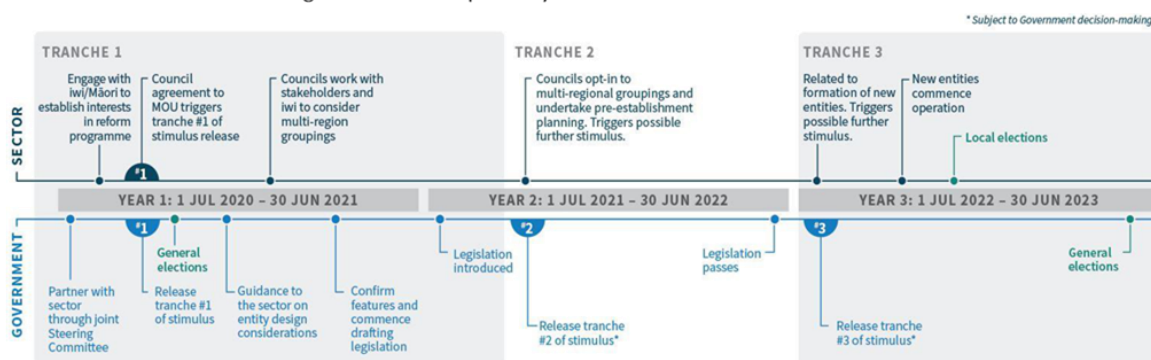 * Subject to Government decision-making
TRANCHE 1
TRANCHE 2
TRANCHE 3
SECTOR
Engage with
iwi/Māori to
establish interests
in reform
programme
Council
agreement to
MOU triggers
tranche #1 of
stimulus release
Councils work with
stakeholders and
iwi to consider
multi-region
groupings
Councils opt-in to
multi-regional groupings and
undertake pre-establishment
planning. Triggers possible
further stimulus.
Related to
formation of new
entities. Triggers
possible further
stimulus.
New entities
commence
operation
Local elections
#1
YEAR 1: 1 JUL 2020 – 30 JUN 2021
YEAR 2: 1 JUL 2021 – 30 JUN 2022
YEAR 3: 1 JUL 2022 – 30 JUN 2023
GOVERNMENT
#1
#2
#3
Partner with
sector
through joint
Steering
Committee
Release
tranche #1
of stimulus
General
elections
Guidance to
the sector on
entity design
considerations
Confirm
features and
commence
drafting
legislation
Legislation
introduced
Release tranche
#2 of stimulus*
Legislation
passes
Release tranche
#3 of stimulus*
General
elections